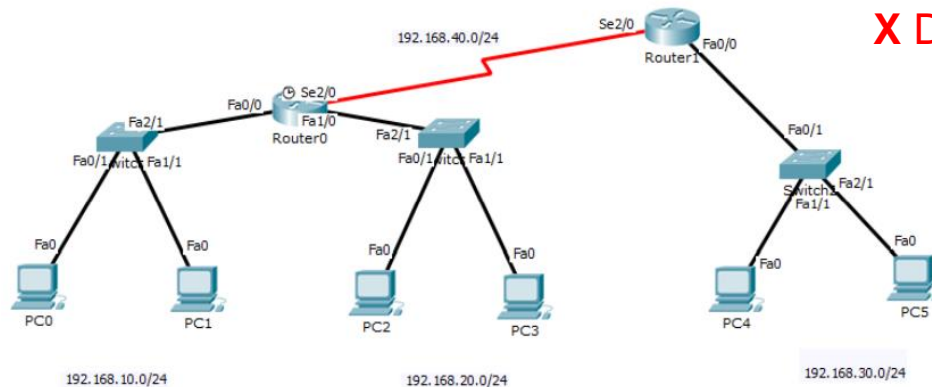 192.168.40.0/24
Se2/0
X D
Fa0/0
Router1
Fa0/0
Se2/0
Fa2/1
Fa1/0
Router0
Fa2/1
Fa0/1
Fa0/1
Fa1/1
Fa0/1
Fa1/1
Switch2
Fa2/1
Fa1/1
Fa0
Fa0
Fa0
Fa0
Fa0
Fa0
PC0
PC1
PC2
PC3
PC4
PC5
192.168.10.0/24
192.168.20.0/24
192.168.30.0/24